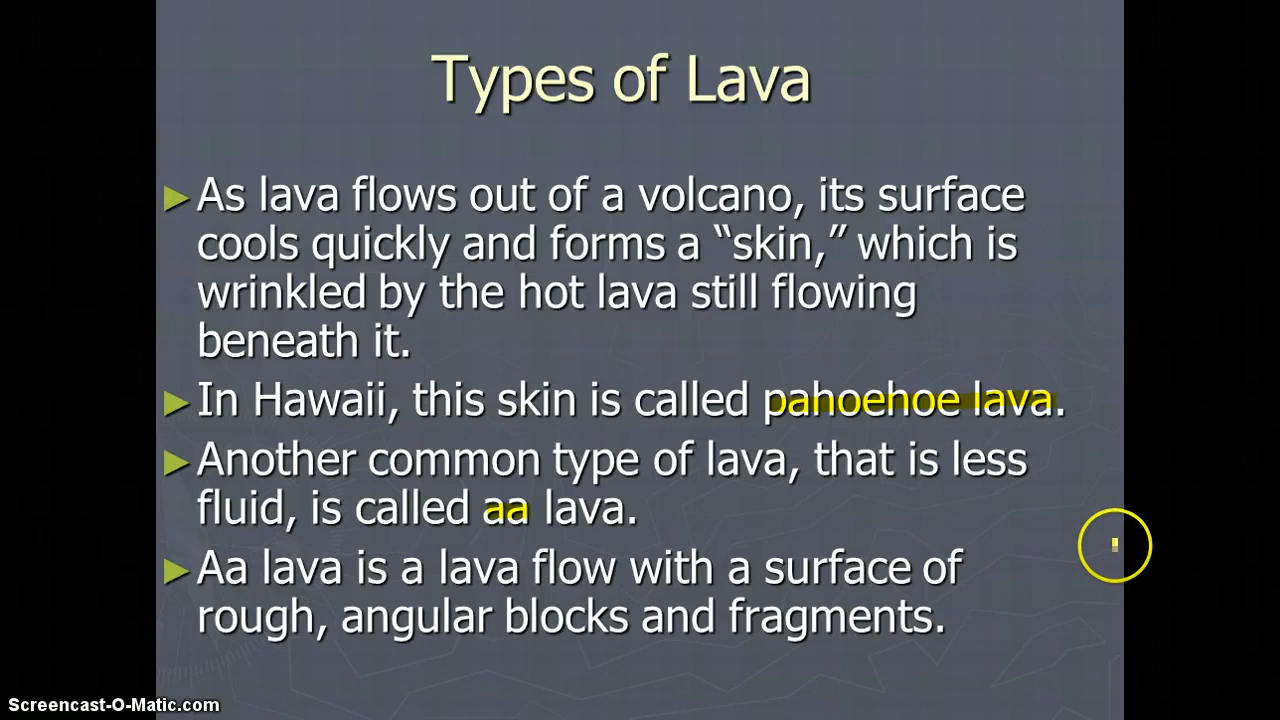 Types of Lava
►As lava flows out of a volcano, its surface
cools quickly and forms a “skin,” which is
wrinkled by the hot lava still flowing
beneath it.
►In Hawaii, this skin is called pahoehoe lava.
►Another common type of lava, that is less
fluid, is called aa lava.
►Aa lava is a lava flow with a surface of
rough, angular blocks and fragments.
Screencast-O-Matic.com